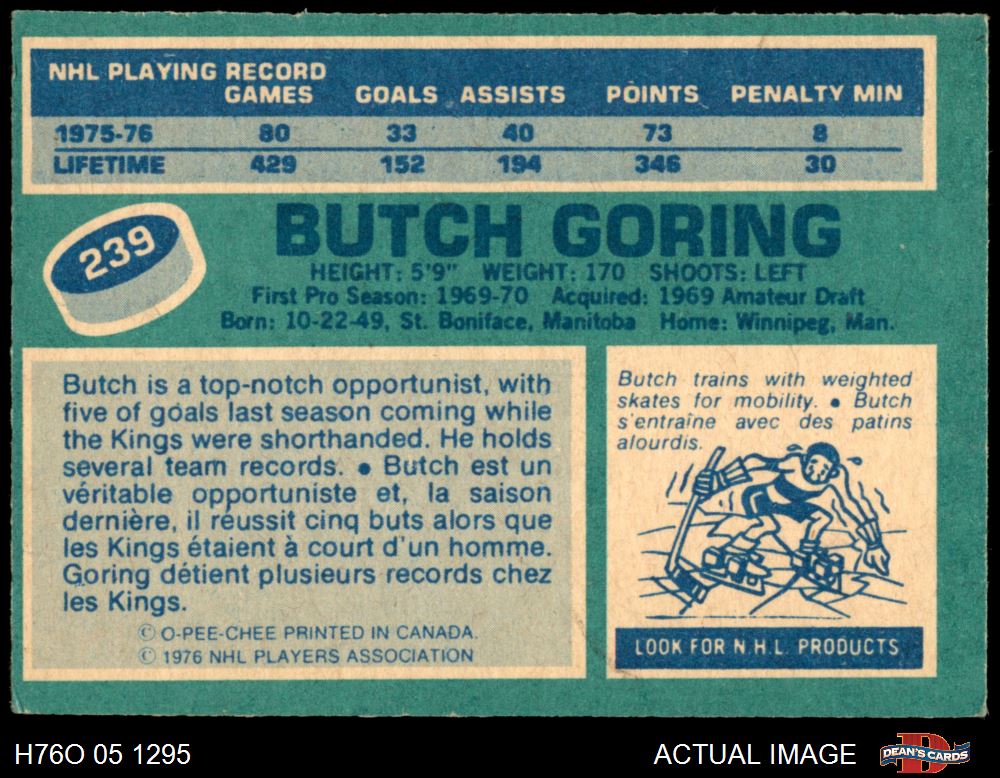 NHL PLAYING RECORD
GAMES GOALS ASSISTS POINTS PENALTY MIN
1975-76 80 33 40 73 8
LIFETIME 429 152 194 346 30
239
BUTCH GORING
HEIGHT: 5'9" WEIGHT: 170 SHOOTS: LEFT
First Pro Season: 1969-70 Acquired: 1969 Amateur Draft
Born: 10-22-49, St. Boniface, Manitoba Home: Winnipeg, Man.
Butch is a top-notch opportunist, with
five of goals last season coming while
the Kings were shorthanded. He holds
several team records. ● Butch est un
véritable opportuniste et, la saison
dernière, il réussit cinq buts alors que
les Kings étaient à court d'un homme.
Goring détient plusieurs records chez
les Kings.
© O-PEE-CHEE PRINTED IN CANADA.
© 1976 NHL PLAYERS ASSOCIATION
Butch trains with weighted
skates for mobility. ● Butch
s'entraîne avec des patins
alourdis.
LOOK FOR N.H.L. PRODUCTS
H76O 05 1295
ACTUAL IMAGE
DEAN'S CARDS